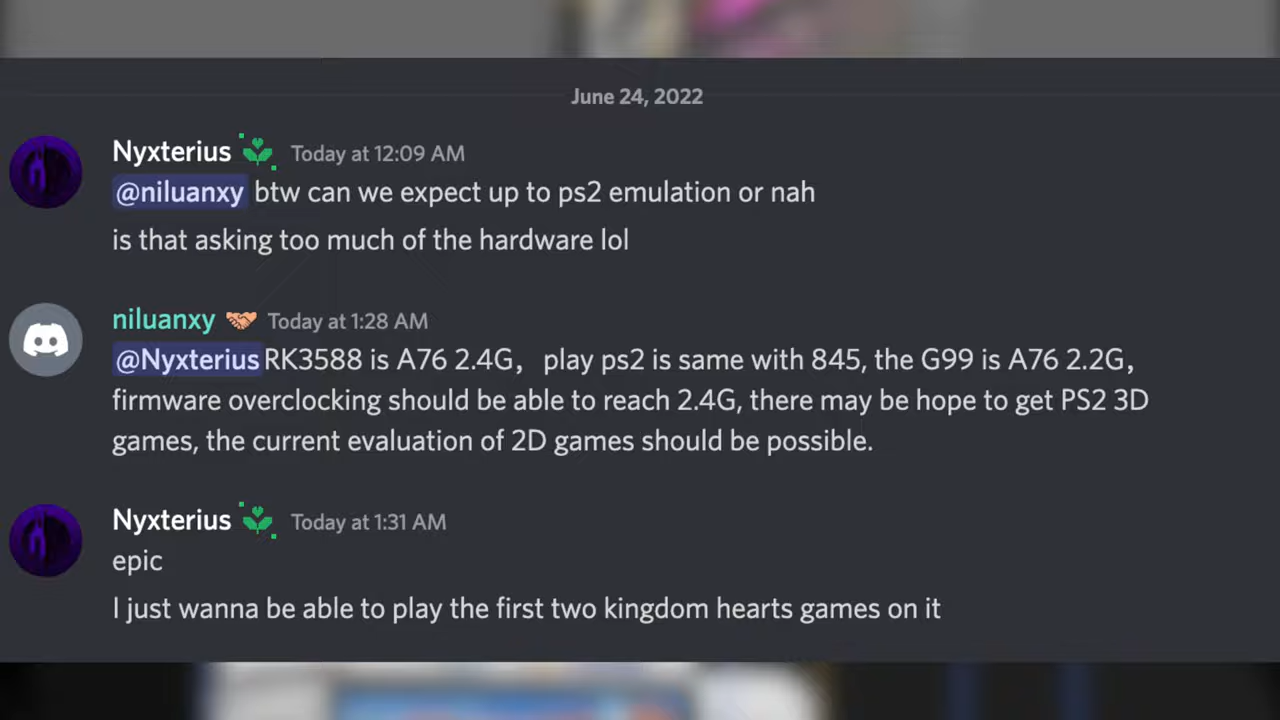 June 24, 2022
Nyxterius Today at 12:09 AM
@niluanxy btw can we expect up to ps2 emulation or nah
is that asking too much of the hardware lol
niluanxy Today at 1:28 AM
@Nyxterius RK3588 is A76 2.4G， play ps2 is same with 845, the G99 is A76 2.2G，
firmware overclocking should be able to reach 2.4G, there may be hope to get PS2 3D
games, the current evaluation of 2D games should be possible.
Nyxterius Today at 1:31 AM
epic
I just wanna be able to play the first two kingdom hearts games on it